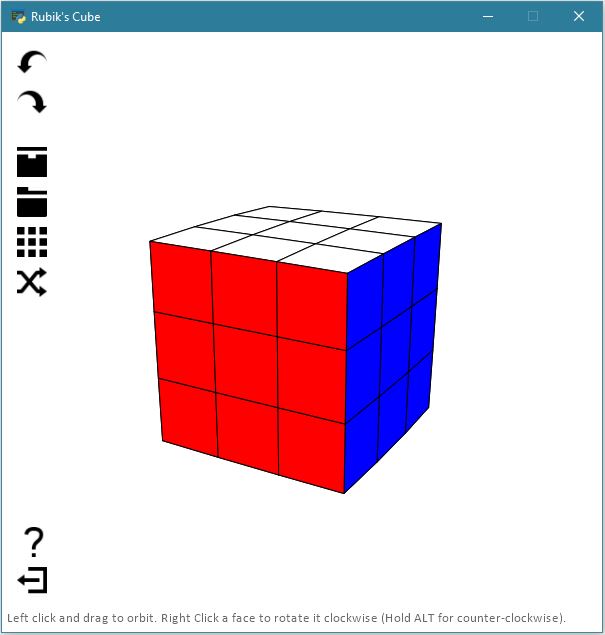 Rubik's Cube
?
Left click and drag to orbit. Right Click a face to rotate it clockwise (Hold ALT for counter-clockwise).